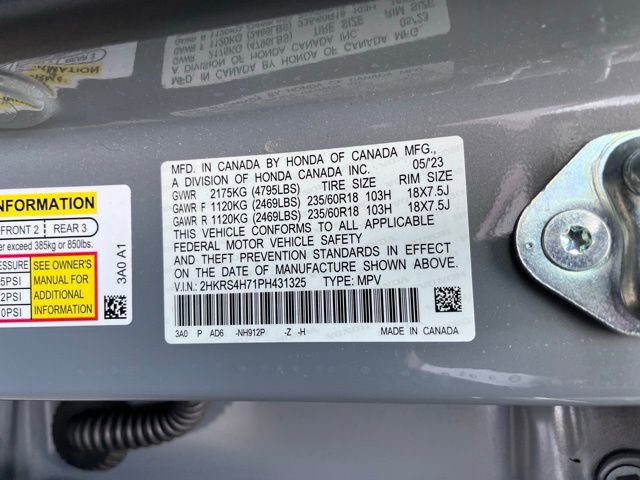 MFD. IN CANADA BY HONDA OF CANADA MFG.,
A DIVISION OF HONDA CANADA INC. 05/'23
GVWR 2175KG (4795LBS) TIRE SIZE RIM SIZE
GAWR F 1120KG (2469LBS) 235/60R18 103H 18X7.5J
GAWR R 1120KG (2469LBS) 235/60R18 103H 18X7.5J
THIS VEHICLE CONFORMS TO ALL APPLICABLE
FEDERAL MOTOR VEHICLE SAFETY
AND THEFT PREVENTION STANDARDS IN EFFECT
ON THE DATE OF MANUFACTURE SHOWN ABOVE.
V.I.N.: 2HKRS4H71PH431325 TYPE: MPV
3A0 P AD6 -NH912P -Z -H MADE IN CANADA
INFORMATION
FRONT 2 REAR 3
er exceed 385kg or 850lbs.
SEE OWNER'S
MANUAL FOR
ADDITIONAL
INFORMATION
3A0 A1